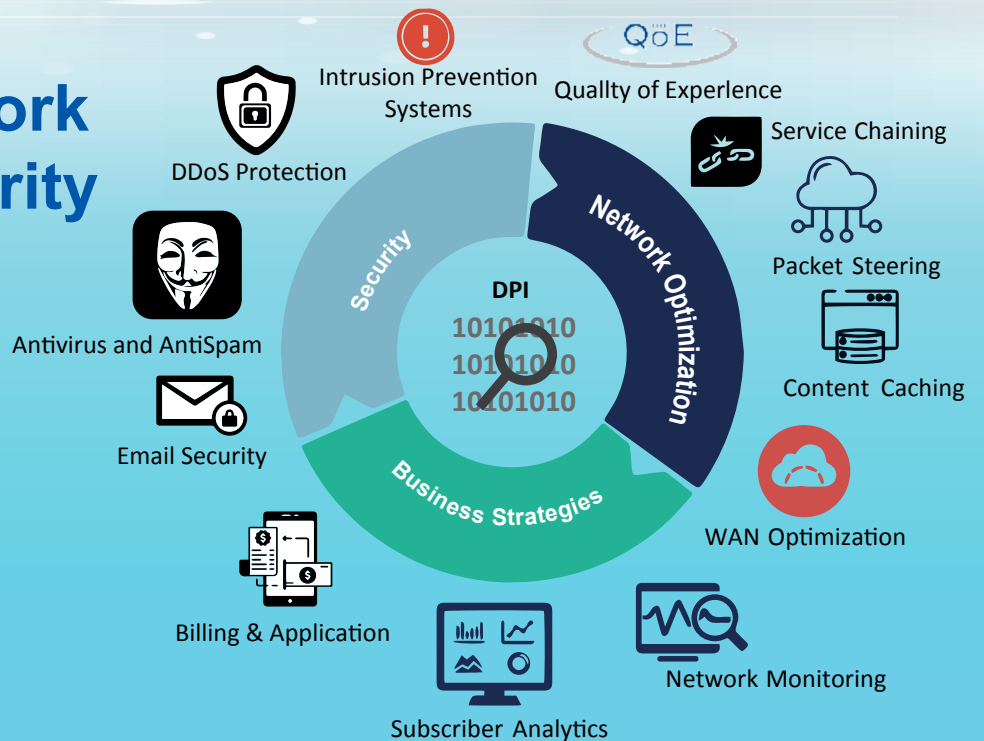 ork
rity
Intrusion Prevention
Systems
QöE
Quallty of Experlence
DDoS Protection
Service Chaining
Packet Steering
Antivirus and AntiSpam
Content Caching
Email Security
WAN Optimization
Billing & Application
Network Monitoring
Subscriber Analytics
Security
Network Optimization
Business Strategies
DPI
10101010
10101010
10101010